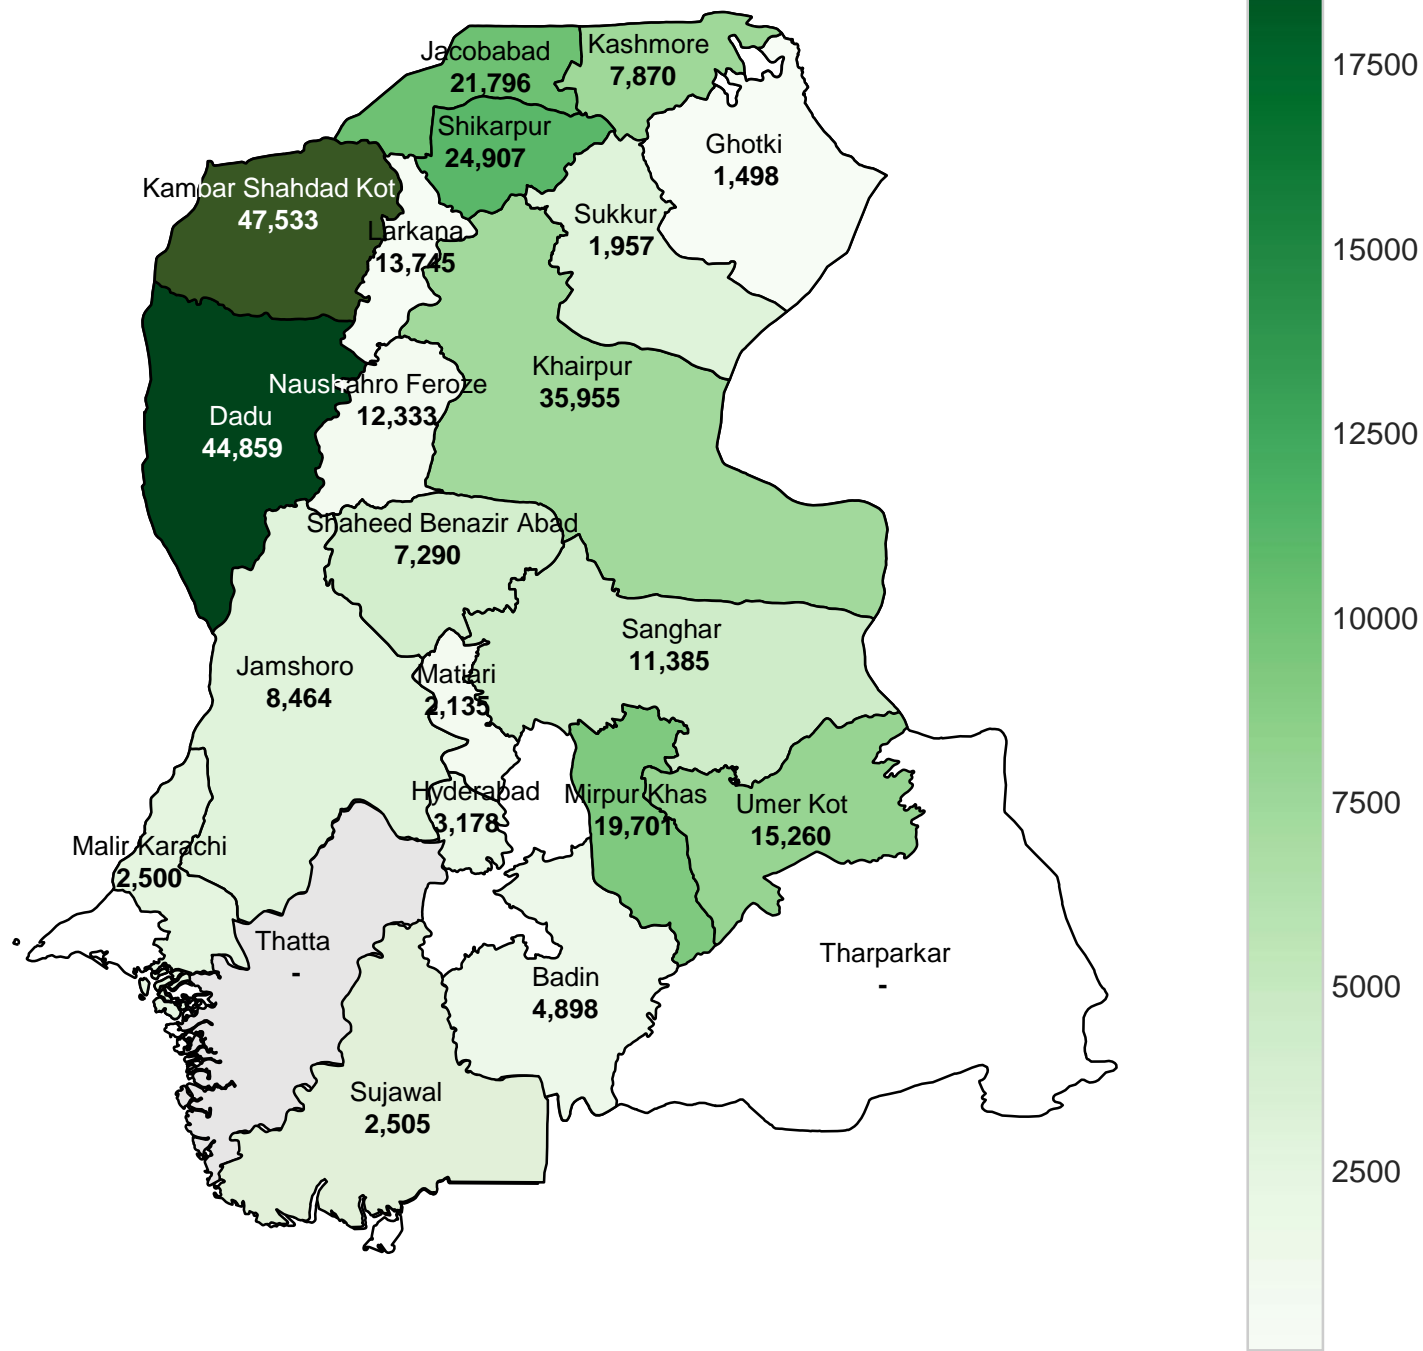 Jacobabad
21,796
Kashmore
7,870
Shikarpur
24,907
Ghotki
1,498
Kambar Shahdad Kot
47,533
Larkana
13,745
Sukkur
1,957
Khairpur
35,955
Naushahro Feroze
12,333
Dadu
44,859
Shaheed Benazir Abad
7,290
Sanghar
11,385
Jamshoro
8,464
Matiari
2,135
Hyderabad
3,178
Mirpur Khas
19,701
Umer Kot
15,260
Malir Karachi
2,500
Thatta
-
Tharparkar
-
Badin
4,898
Sujawal
2,505
17500
15000
12500
10000
7500
5000
2500